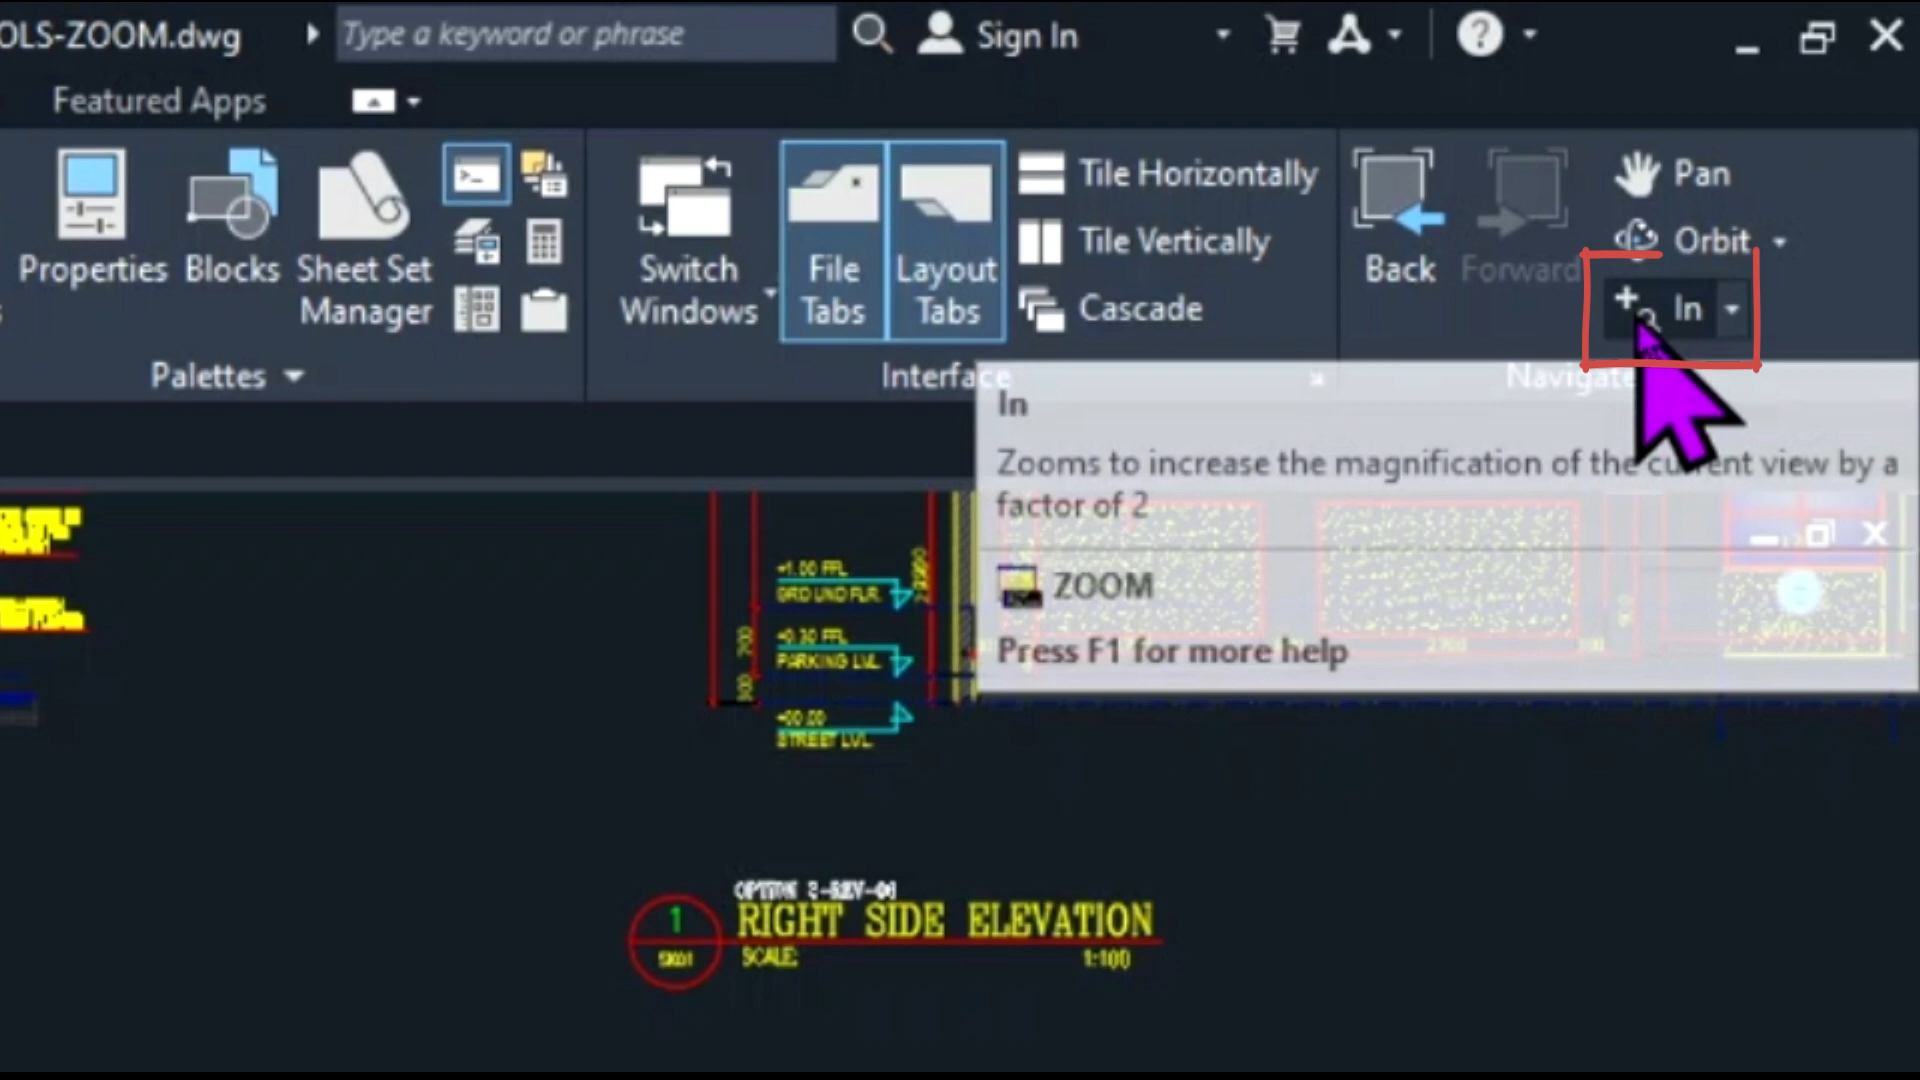 OLS-ZOOM.dwg
Type a keyword or phrase
Sign In
Featured Apps
Properties
Blocks
Sheet Set
Manager
Switch
Windows
File
Tabs
Layout
Tabs
Tile Horizontally
Tile Vertically
Cascade
Back
Forward
Pan
Orbit
In
Palettes
Interface
Navigate
In
Zooms to increase the magnification of the current view by a
factor of 2
ZOOM
Press F1 for more help
+1.00 FFL
GROUND FLR.
+0.30 FFL
PARKING LVL.
+00.00
STREET LVL.
700
300
OPTION 2-REV-00
1
RIGHT SIDE ELEVATION
SCALE:
1:100